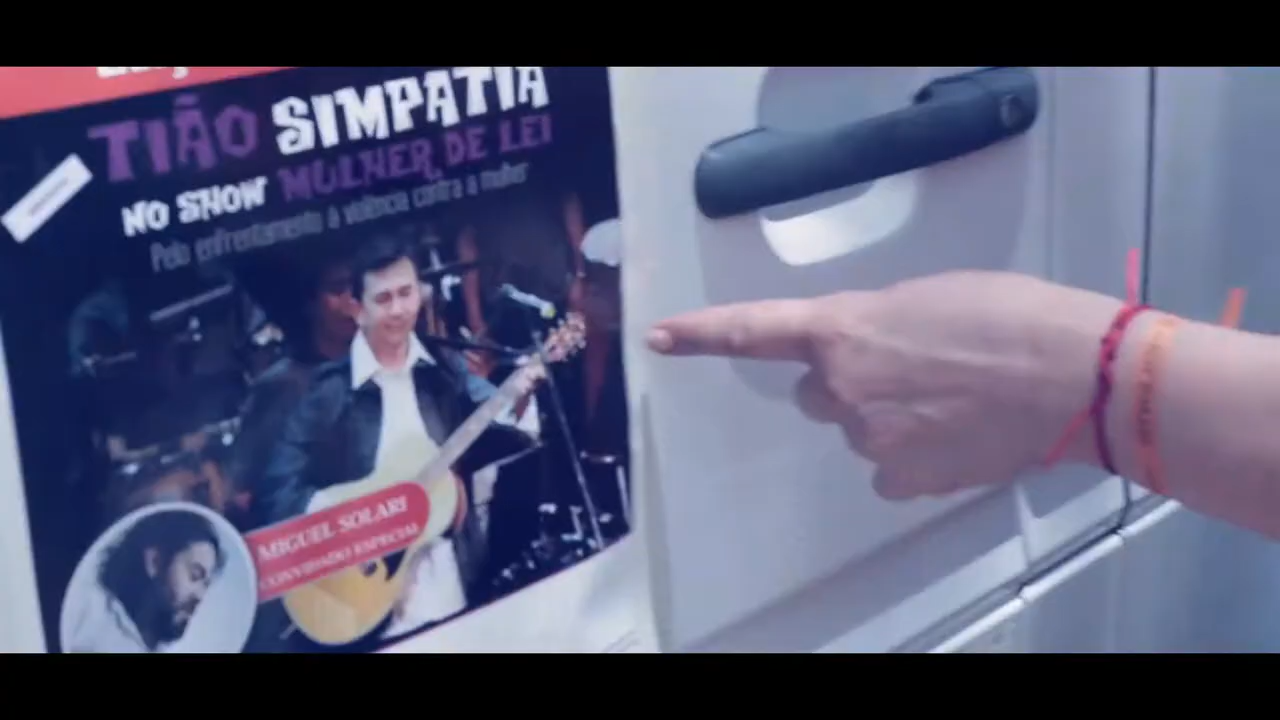 TIÃO SIMPATIA
NO SHOW MULHER DE LEI
Pelo enfrentamento à violência contra a mulher
MIGUEL SOLARI
CONVIDADO ESPECIAL